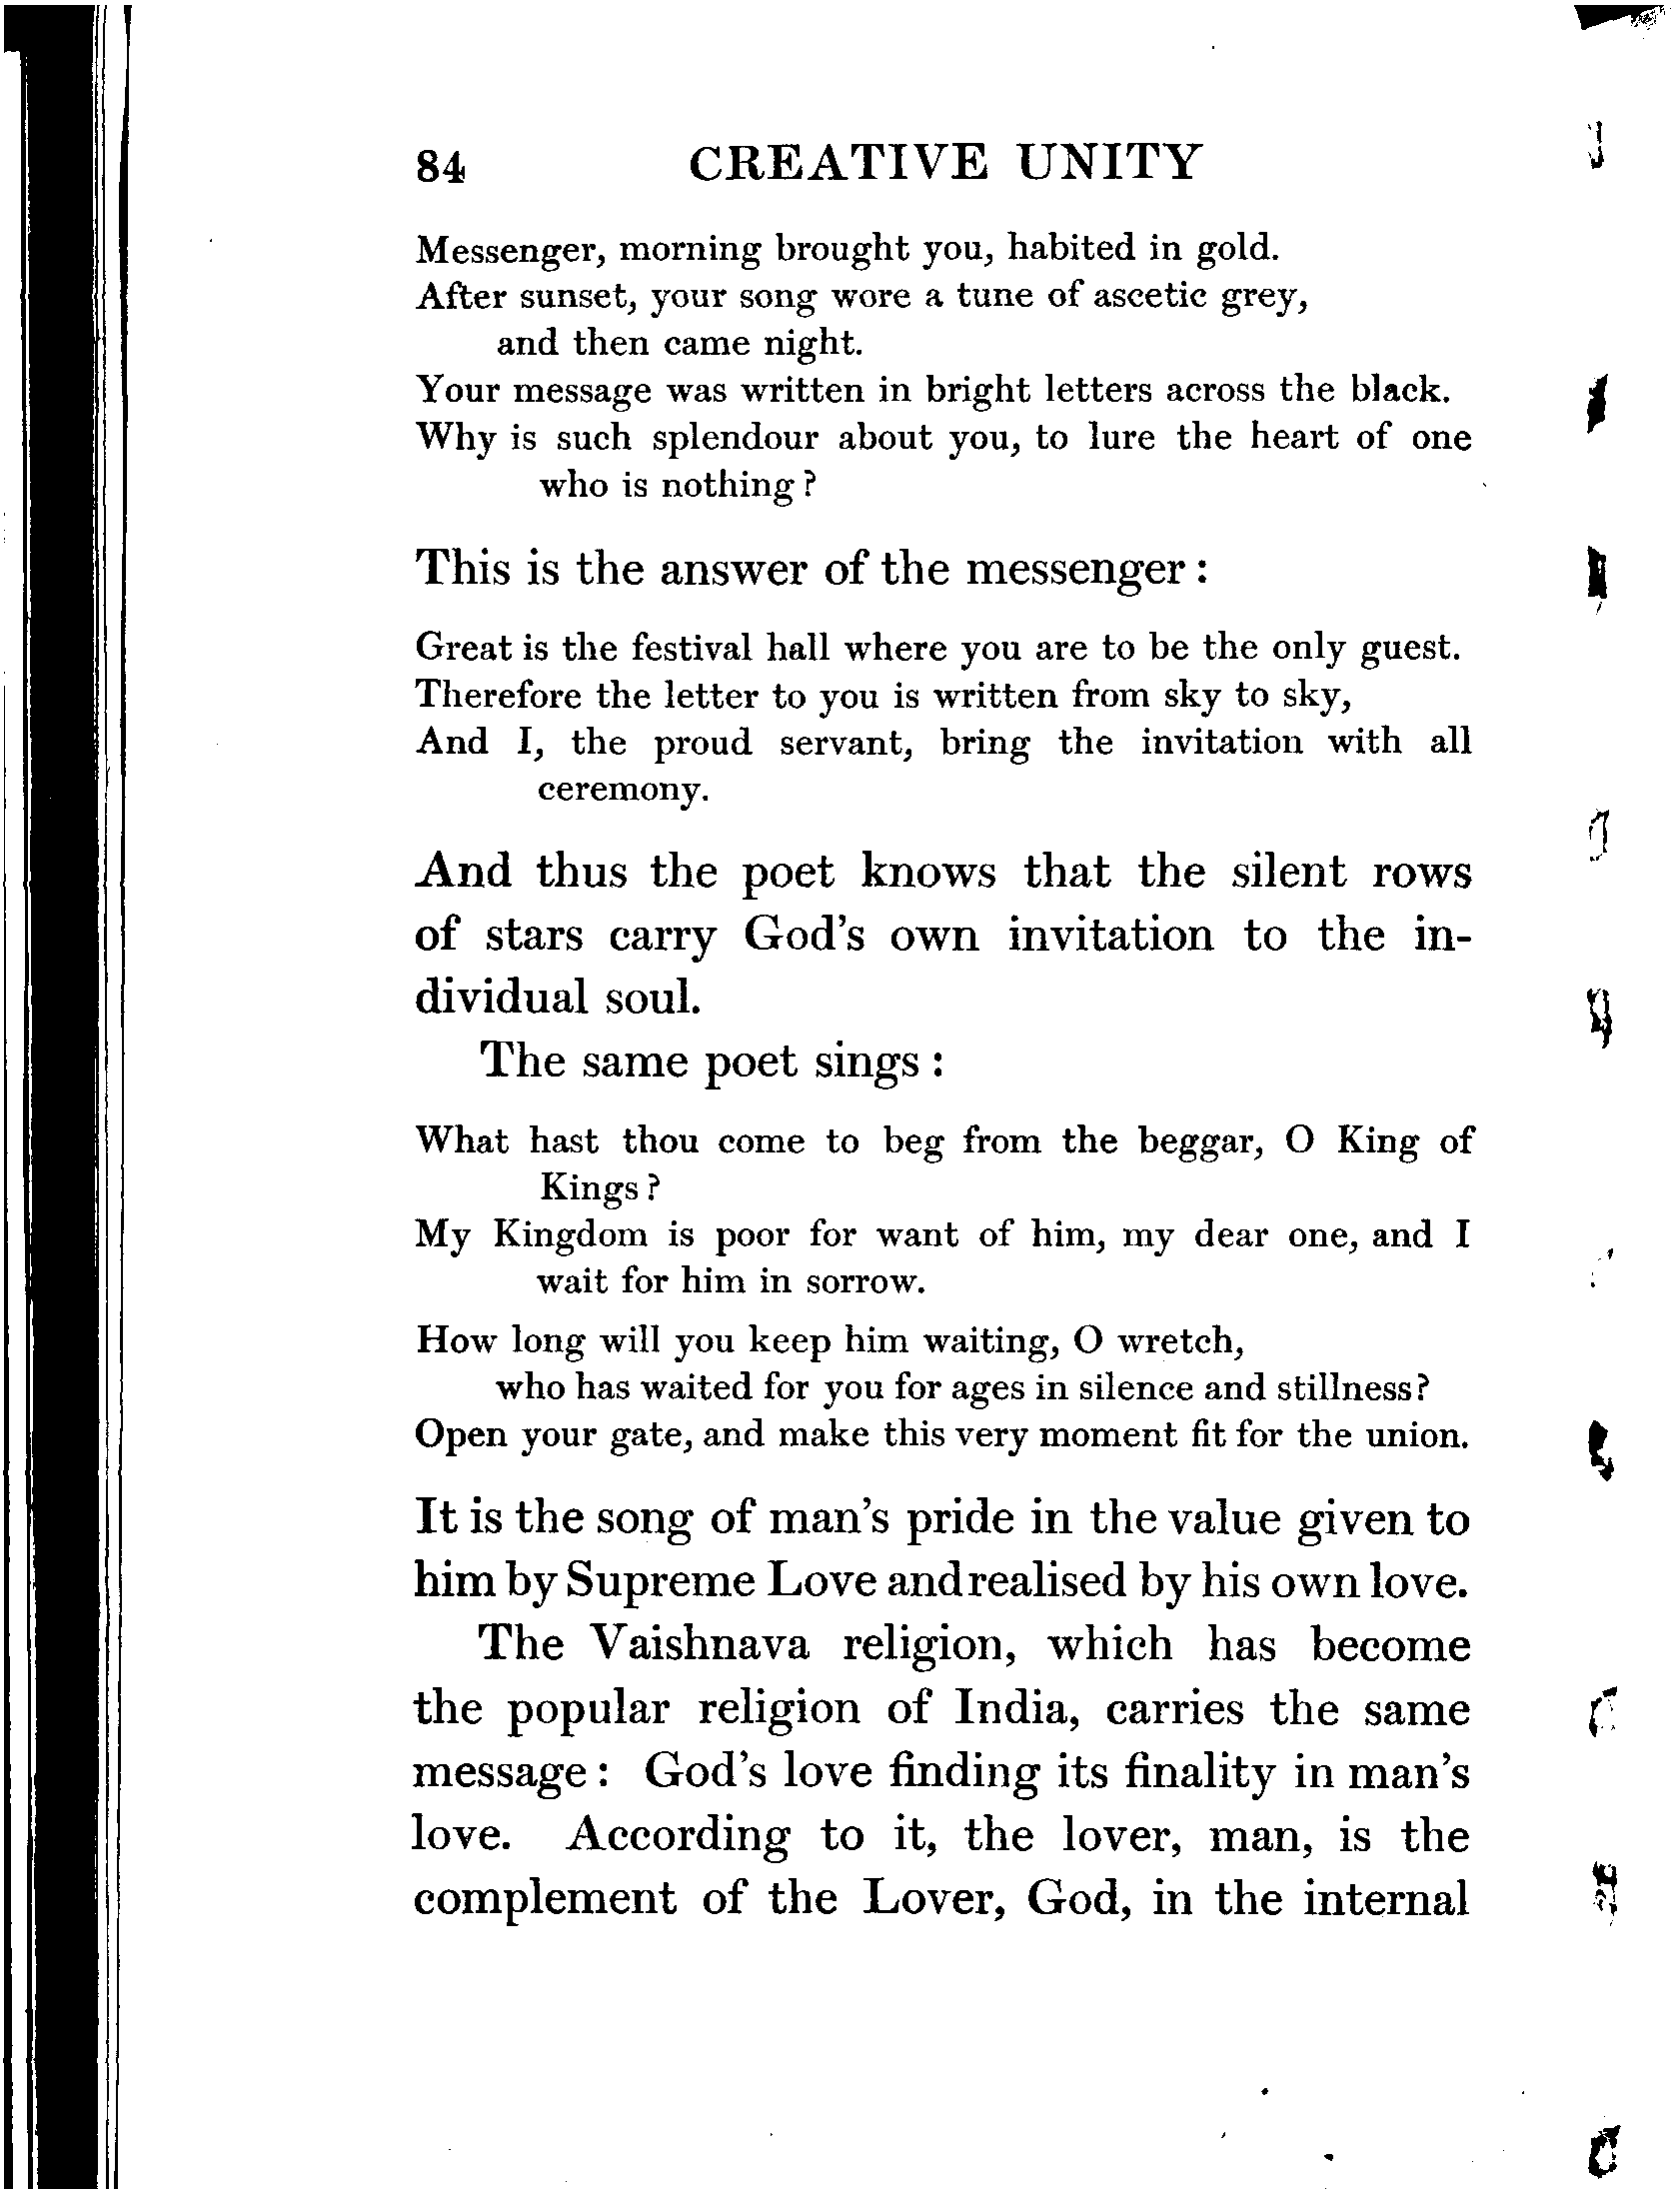 84 CREATIVE UNITY
Messenger, morning brought you, habited in gold.
After sunset, your song wore a tune of ascetic grey,
and then came night.
Your message was written in bright letters across the black.
Why is such splendour about you, to lure the heart of one
who is nothing?
This is the answer of the messenger:
Great is the festival hall where you are to be the only guest.
Therefore the letter to you is written from sky to sky,
And I, the proud servant, bring the invitation with all
ceremony.
And thus the poet knows that the silent rows
of stars carry God's own invitation to the in-
dividual soul.
The same poet sings:
What hast thou come to beg from the beggar, O King of
Kings?
My Kingdom is poor for want of him, my dear one, and I
wait for him in sorrow.
How long will you keep him waiting, O wretch,
who has waited for you for ages in silence and stillness?
Open your gate, and make this very moment fit for the union.
It is the song of man's pride in the value given to
him by Supreme Love and realised by his own love.
The Vaishnava religion, which has become
the popular religion of India, carries the same
message: God's love finding its finality in man's
love. According to it, the lover, man, is the
complement of the Lover, God, in the internal